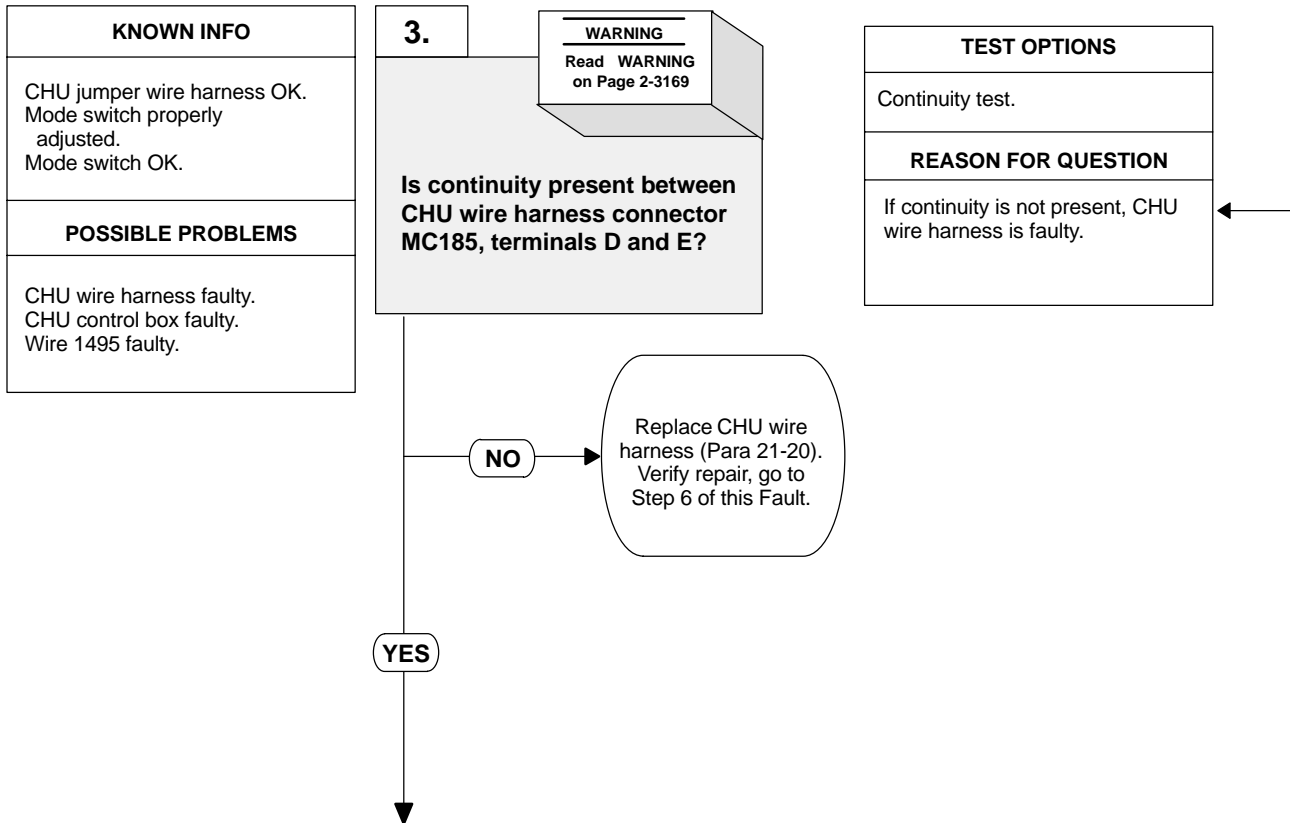 KNOWN INFO
CHU jumper wire harness OK.
Mode switch properly
adjusted.
Mode switch OK.
POSSIBLE PROBLEMS
CHU wire harness faulty.
CHU control box faulty.
Wire 1495 faulty.
3.
WARNING
Read WARNING
on Page 2-3169
Is continuity present between
CHU wire harness connector
MC185, terminals D and E?
TEST OPTIONS
Continuity test.
REASON FOR QUESTION
If continuity is not present, CHU
wire harness is faulty.
NO
Replace CHU wire
harness (Para 21-20).
Verify repair, go to
Step 6 of this Fault.
YES